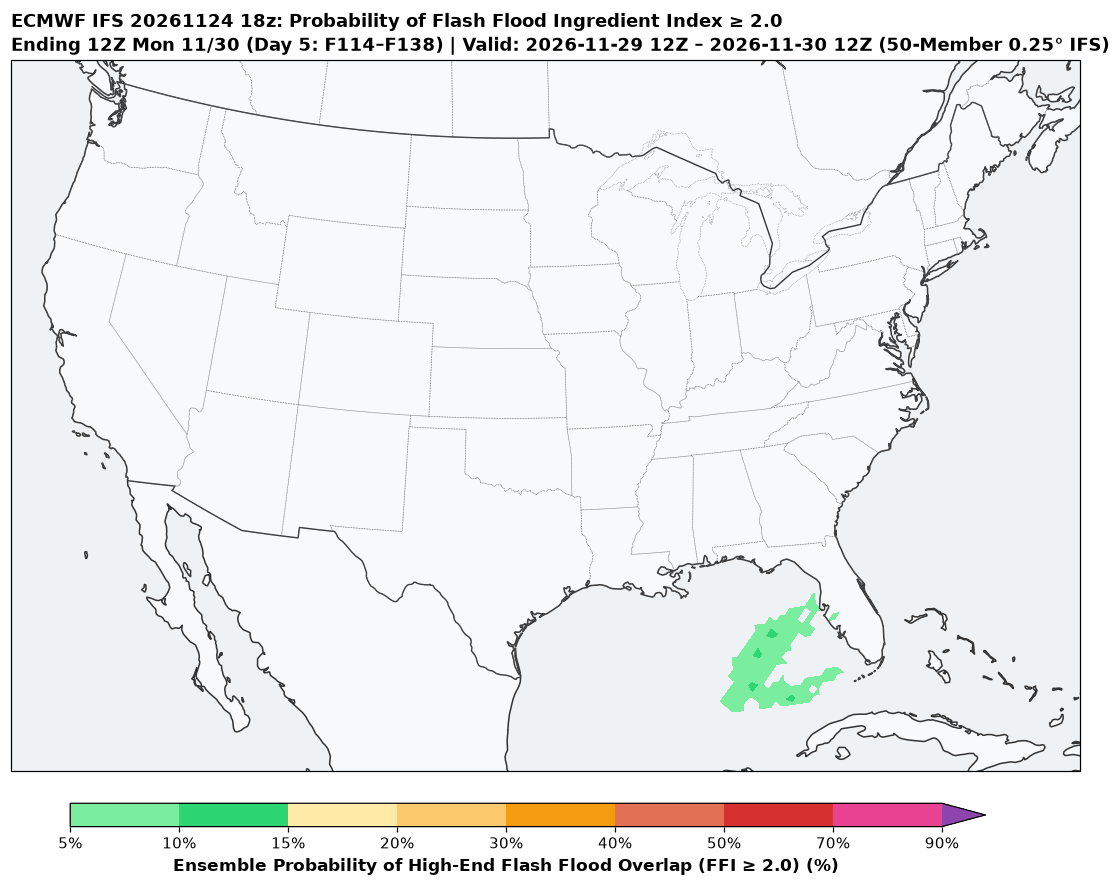 ECMWF IFS 20261124 18z: Probability of Flash Flood Ingredient Index ≥ 2.0
Ending 12Z Mon 11/30 (Day 5: F114–F138) | Valid: 2026-11-29 12Z – 2026-11-30 12Z (50-Member 0.25° IFS)
5% 10% 15% 20% 30% 40% 50% 70% 90%
Ensemble Probability of High-End Flash Flood Overlap (FFI ≥ 2.0) (%)